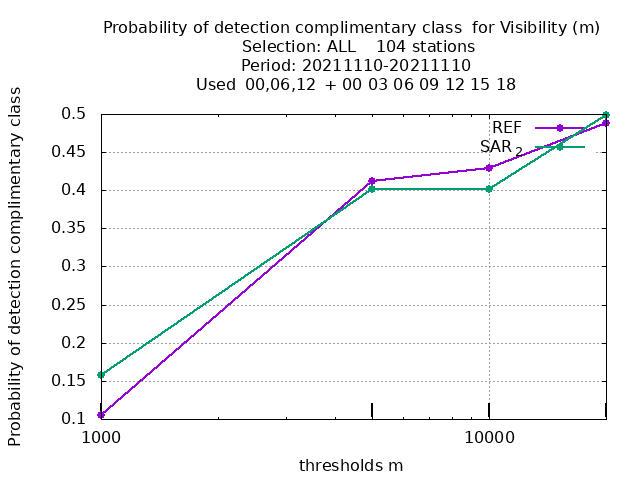 Probability of detection complimentary class  for Visibility (m)
Selection: ALL    104 stations
Period: 20211110-20211110
Used  00,06,12  + 00 03 06 09 12 15 18
Probability of detection complimentary class
0.5
0.45
0.4
0.35
0.3
0.25
0.2
0.15
0.1
REF
SAR 2
1000
10000
thresholds m